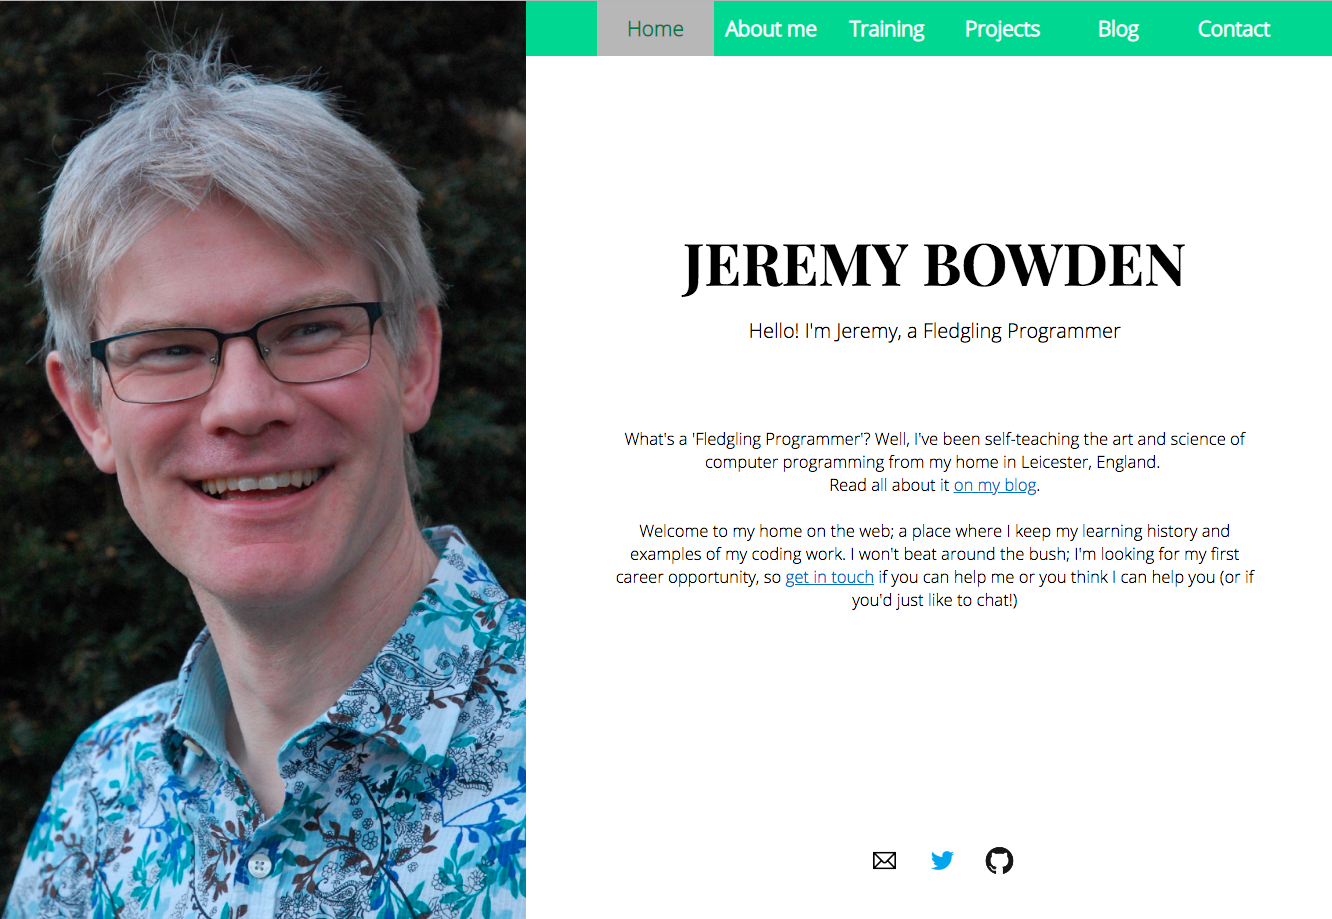 Home About me Training Projects Blog Contact
JEREMY BOWDEN
Hello! I'm Jeremy, a Fledgling Programmer
What's a 'Fledgling Programmer'? Well, I've been self-teaching the art and science of
computer programming from my home in Leicester, England.
Read all about it on my blog.
Welcome to my home on the web; a place where I keep my learning history and
examples of my coding work. I won't beat around the bush; I'm looking for my first
career opportunity, so get in touch if you can help me or you think I can help you (or if
you'd just like to chat!)